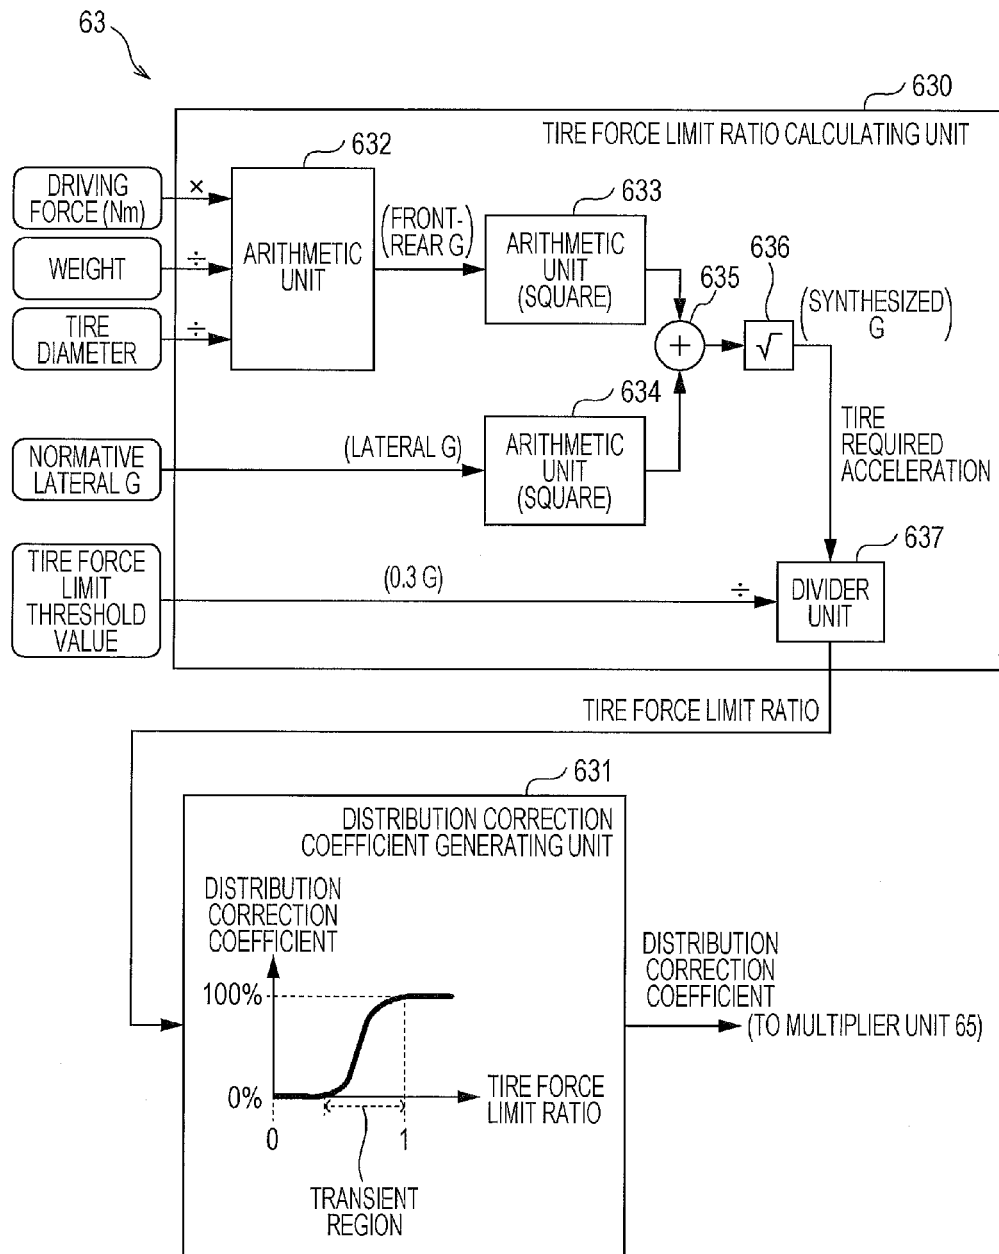 63
630
TIRE FORCE LIMIT RATIO CALCULATING UNIT
632
DRIVING
FORCE (Nm)
×
WEIGHT
÷
TIRE
DIAMETER
÷
ARITHMETIC
UNIT
(FRONT-
REAR G)
633
ARITHMETIC
UNIT
(SQUARE)
635
+
636
√
(SYNTHESIZED
G)
634
NORMATIVE
LATERAL G
(LATERAL G)
ARITHMETIC
UNIT
(SQUARE)
TIRE
REQUIRED
ACCELERATION
637
TIRE FORCE
LIMIT
THRESHOLD
VALUE
(0.3 G)
÷
DIVIDER
UNIT
TIRE FORCE LIMIT RATIO
631
DISTRIBUTION CORRECTION
COEFFICIENT GENERATING UNIT
DISTRIBUTION
CORRECTION
COEFFICIENT
100%
0%
0
1
TIRE FORCE
LIMIT RATIO
TRANSIENT
REGION
DISTRIBUTION
CORRECTION
COEFFICIENT
(TO MULTIPLIER UNIT 65)